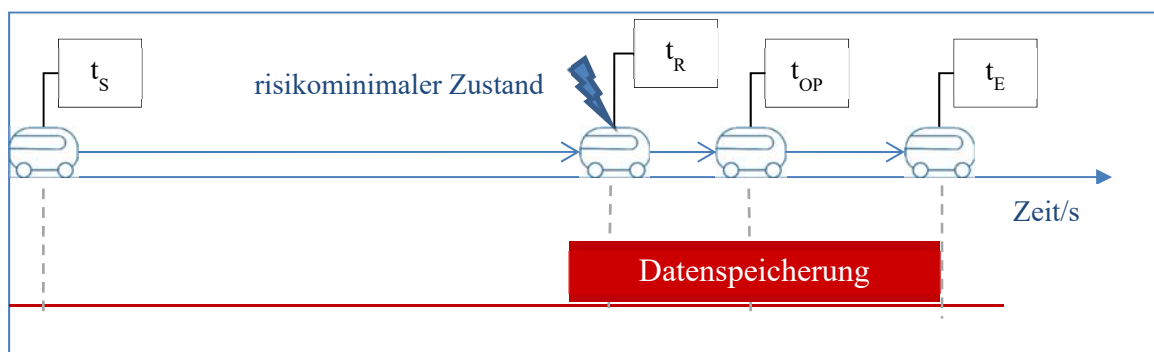 t_S
t_R
t_OP
t_E
risikominimaler Zustand
Zeit/s
Datenspeicherung